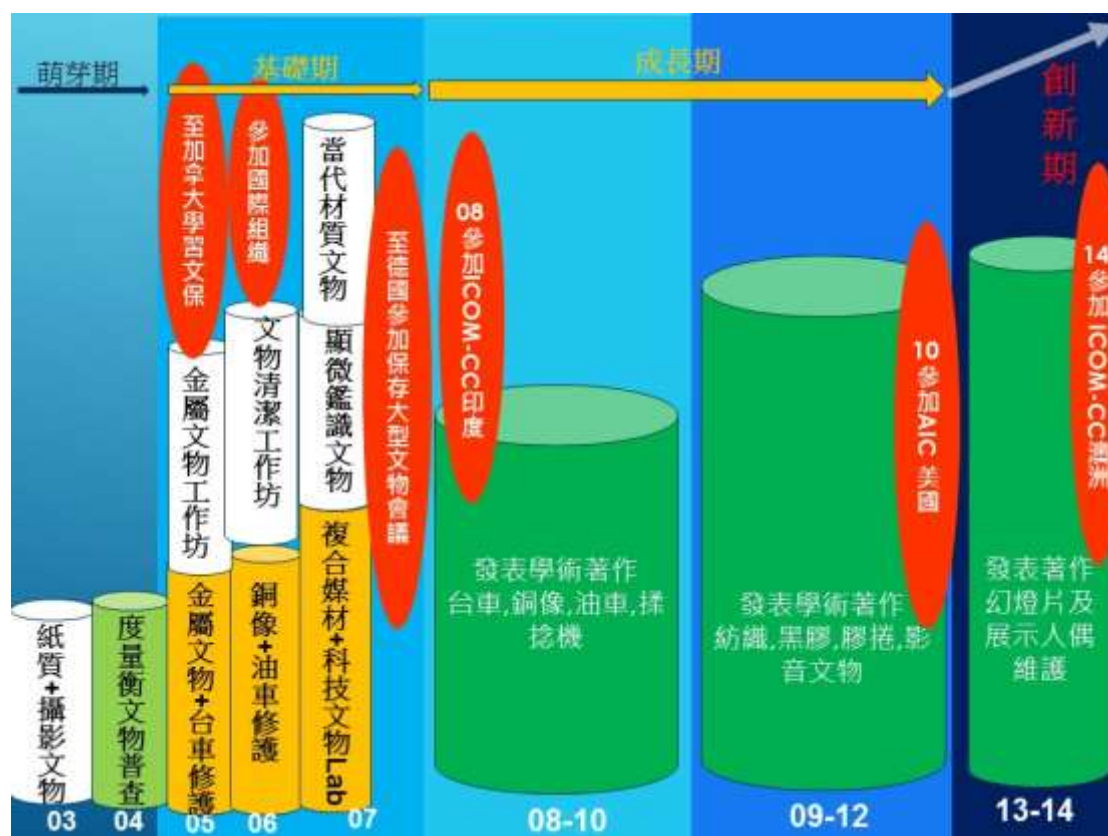 萌芽期
基礎期
成長期
創新期
紙質+攝影文物
03
度量衡文物普查
04
至加拿大學習文保
金屬文物工作坊
金屬文物+台車修護
05
參加國際組織
文物清潔工作坊
銅像+油車修護
06
當代材質文物
顯微鑑識文物
複合媒材+科技文物Lab
07
至德國參加保存大型文物會議
08參加ICOM-CC印度
發表學術著作
台車,銅像,油車,揉
捻機
08-10
10參加AIC 美國
發表學術著作
紡織,黑膠,膠捲,影
音文物
09-12
14參加 ICOM-CC澳洲
發表著作
幻燈片及
展示人偶
維護
13-14